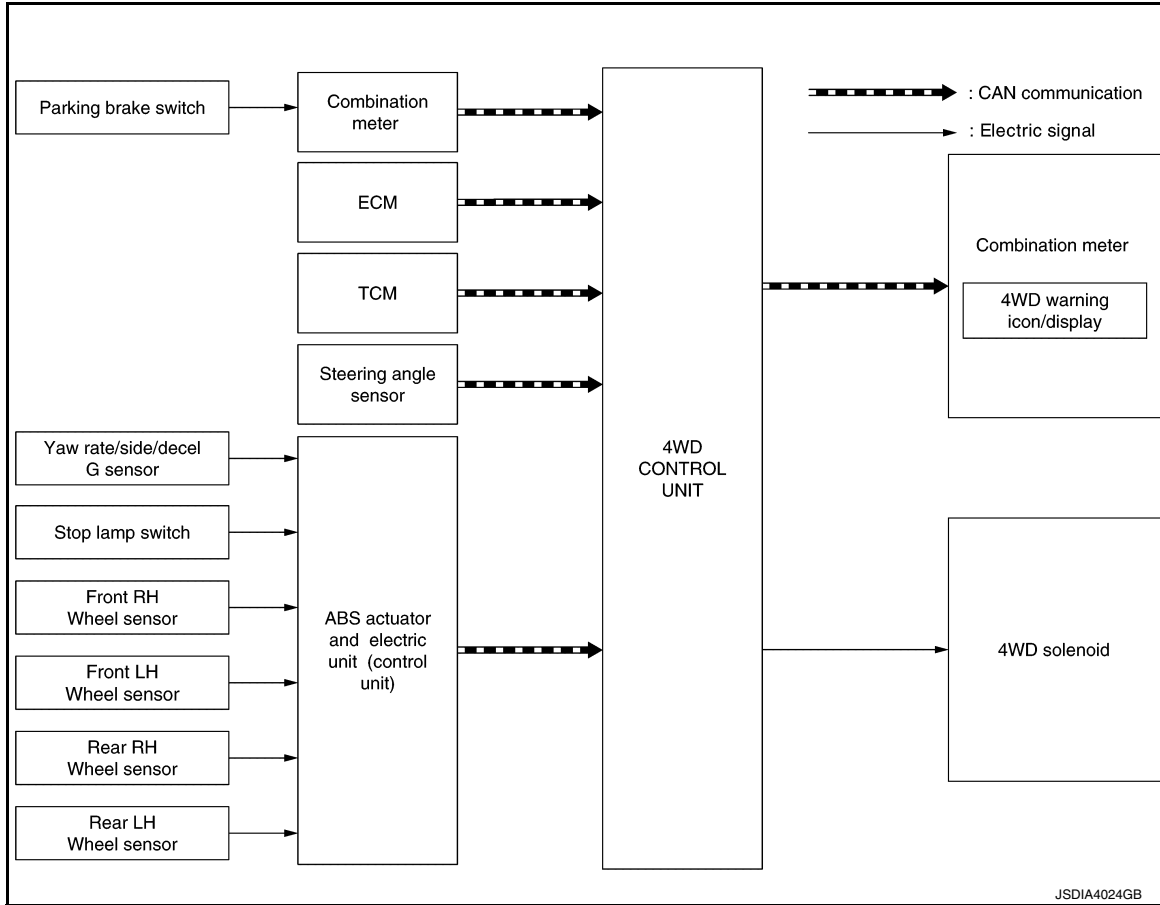 Parking brake switch
Combination
meter
: CAN communication
: Electric signal
ECM
TCM
Steering angle
sensor
Yaw rate/side/decel
G sensor
Stop lamp switch
Front RH
Wheel sensor
Front LH
Wheel sensor
Rear RH
Wheel sensor
Rear LH
Wheel sensor
ABS actuator
and electric
unit (control
unit)
4WD
CONTROL
UNIT
Combination meter
4WD warning
icon/display
4WD solenoid
JSDIA4024GB